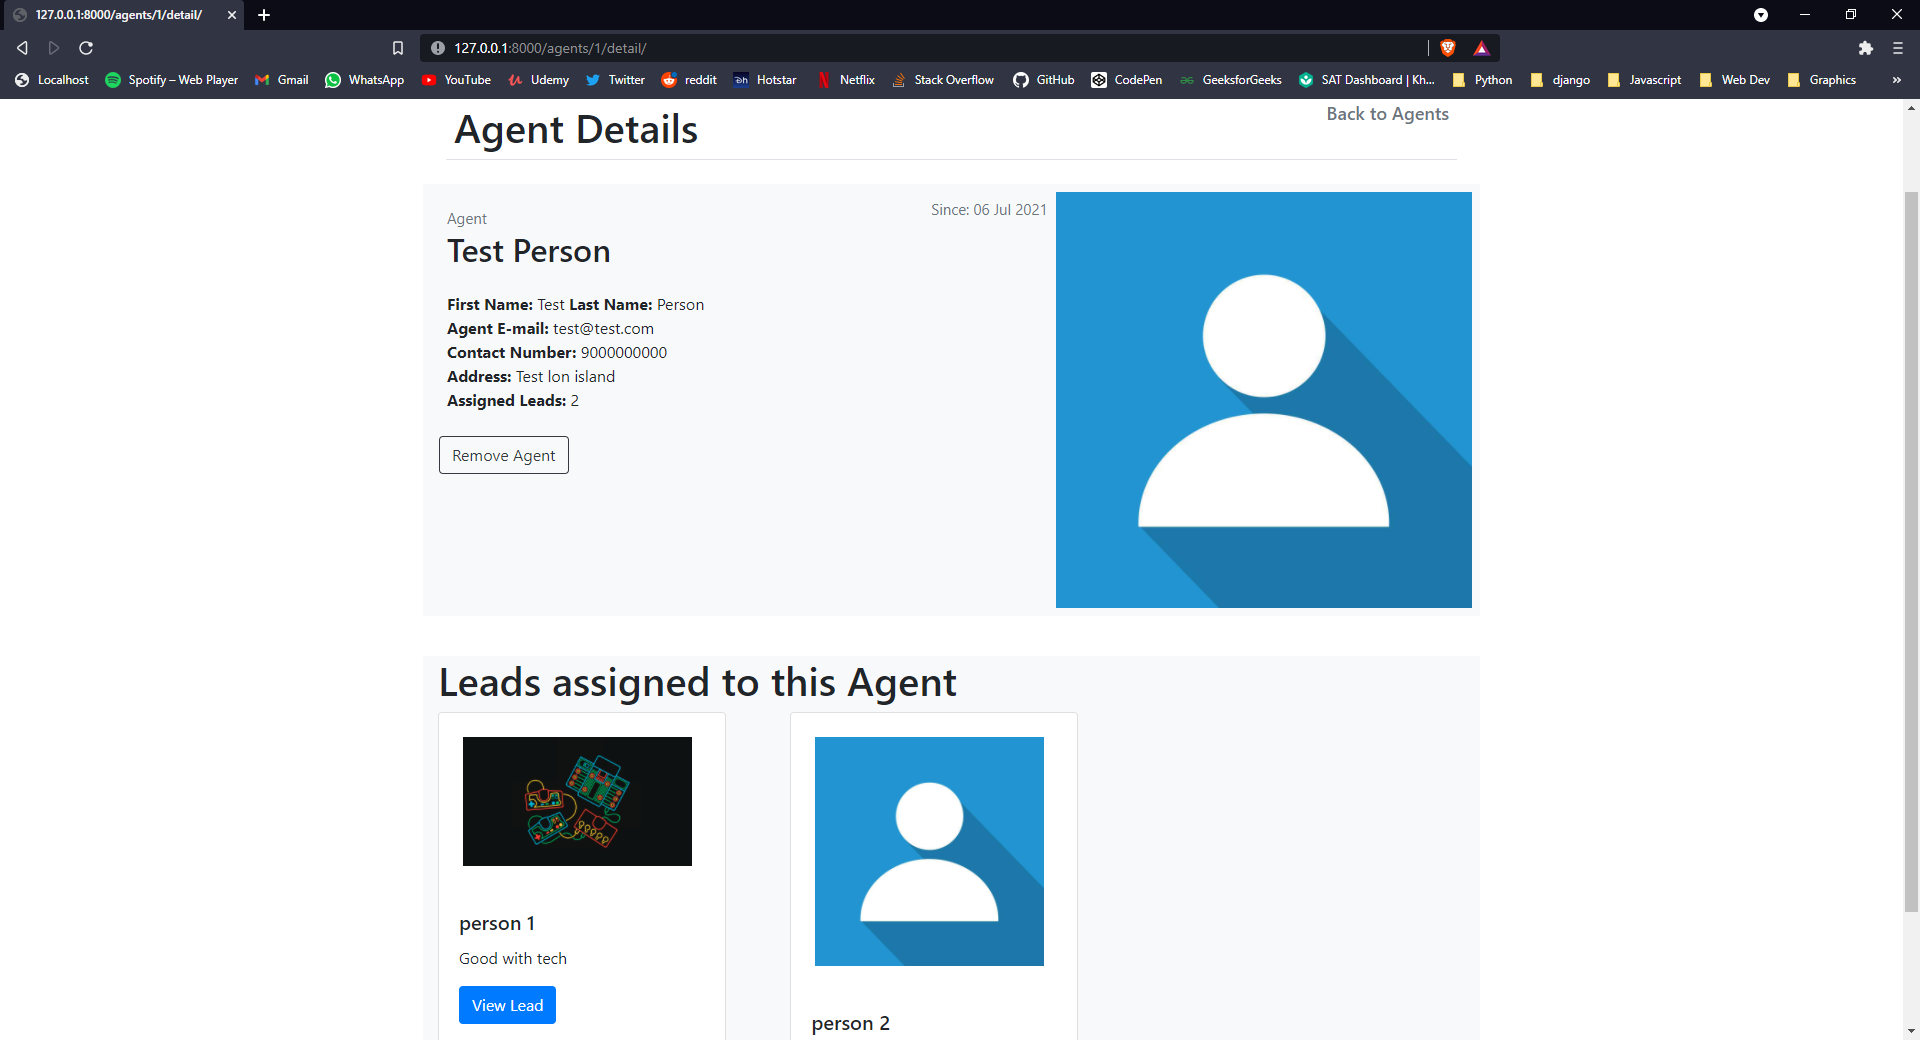 127.0.0.1:8000/agents/1/detail/
127.0.0.1:8000/agents/1/detail/
Localhost Spotify – Web Player Gmail WhatsApp YouTube Udemy Twitter reddit Hotstar Netflix Stack Overflow GitHub CodePen GeeksforGeeks SAT Dashboard | Kh... Python django Javascript Web Dev Graphics »
Back to Agents
Agent Details
Since: 06 Jul 2021
Agent
Test Person
First Name: Test Last Name: Person
Agent E-mail: test@test.com
Contact Number: 9000000000
Address: Test lon island
Assigned Leads: 2
Remove Agent
Leads assigned to this Agent
person 1
Good with tech
View Lead
person 2